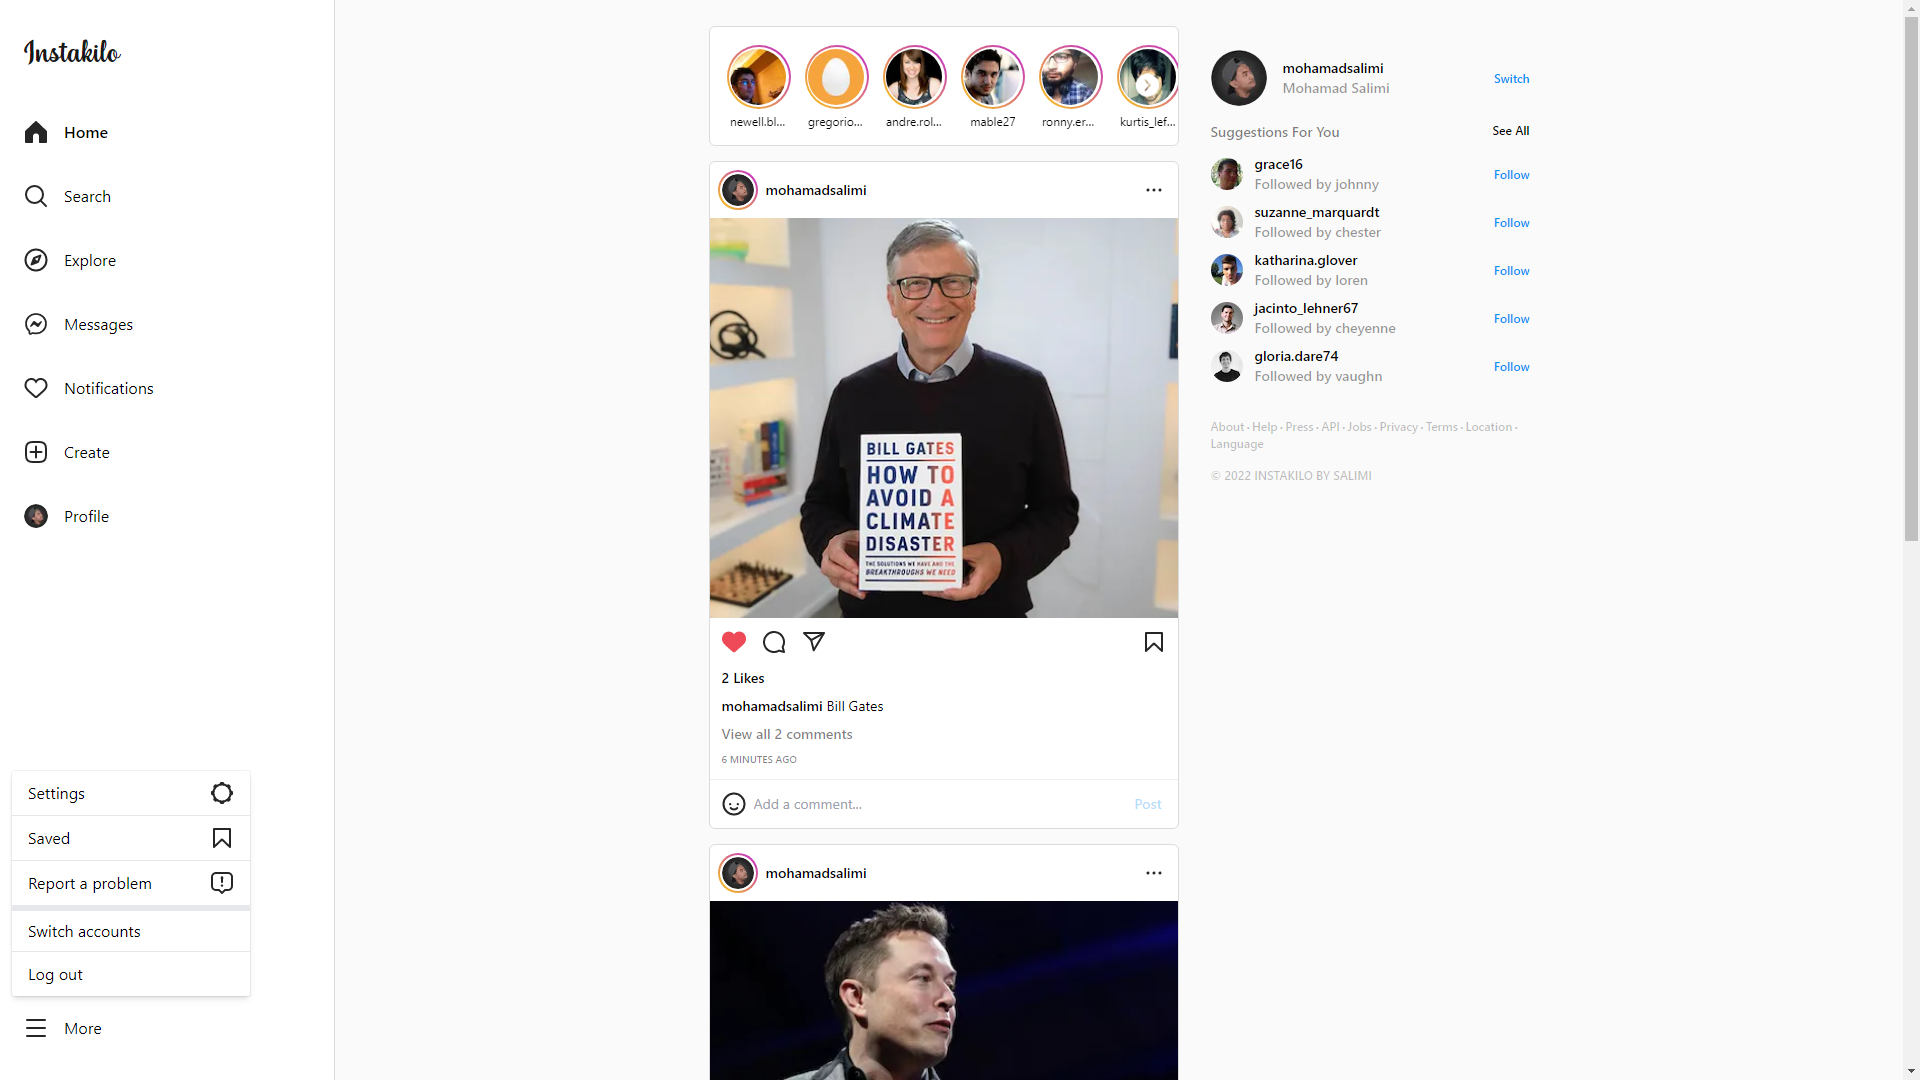 Instakilo
Home
Search
Explore
Messages
Notifications
Create
Profile
Settings
Saved
Report a problem
Switch accounts
Log out
More
newell.bl... gregorio... andre.rol... mable27 ronny.er... kurtis_lef...
mohamadsalimi
BILL GATES
HOW TO
AVOID A
CLIMATE
DISASTER
THE SOLUTIONS WE HAVE AND THE
BREAKTHROUGHS WE NEED
2 Likes
mohamadsalimi Bill Gates
View all 2 comments
6 MINUTES AGO
Add a comment... Post
mohamadsalimi
mohamadsalimi
Mohamad Salimi
Switch
Suggestions For You See All
grace16
Followed by johnny
Follow
suzanne_marquardt
Followed by chester
Follow
katharina.glover
Followed by loren
Follow
jacinto_lehner67
Followed by cheyenne
Follow
gloria.dare74
Followed by vaughn
Follow
About · Help · Press · API · Jobs · Privacy · Terms · Location ·
Language
© 2022 INSTAKILO BY SALIMI